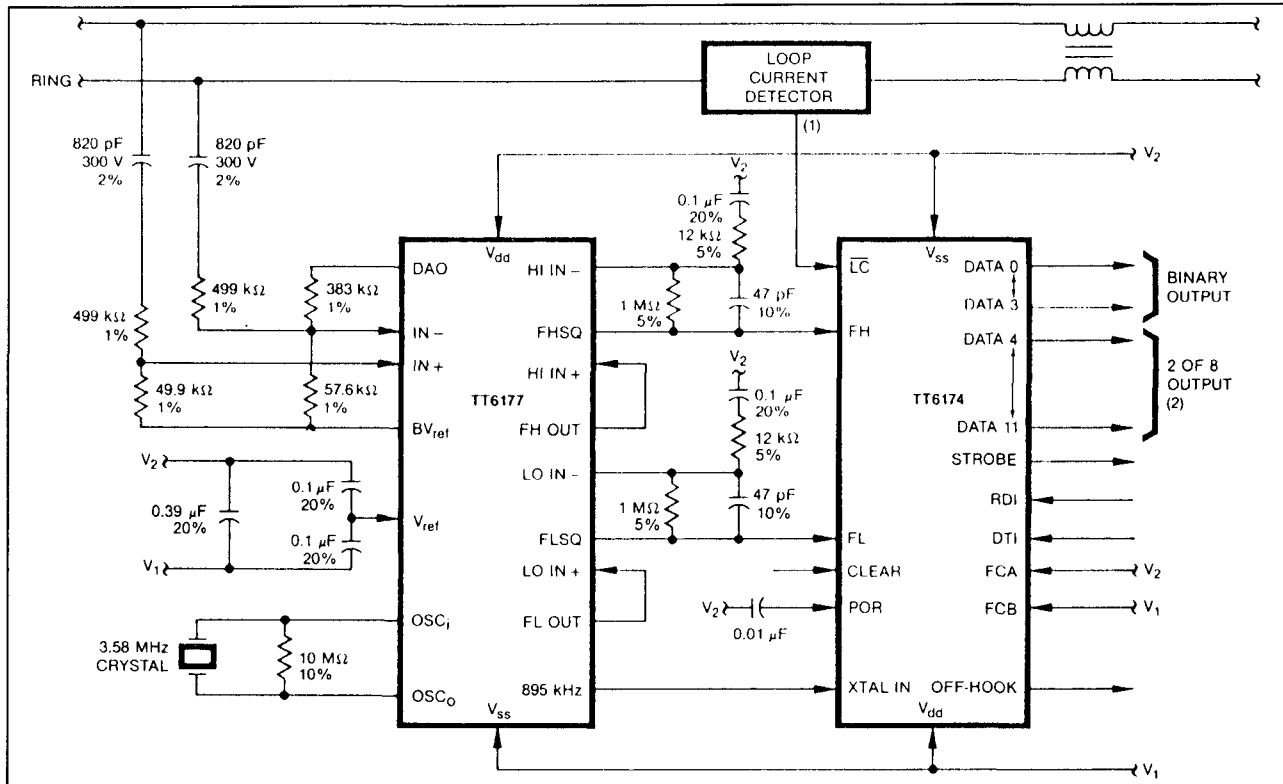 RING
LOOP
CURRENT
DETECTOR
(1)
820 pF
300 V
2%
820 pF
300 V
2%
V2
V2
0.1 µF
20%
12 kΩ
5%
499 kΩ
1%
499 kΩ
1%
383 kΩ
1%
49.9 kΩ
1%
57.6 kΩ
1%
Vdd
DAO
IN -
IN +
BVref
Vref
OSCi
OSCo
Vss
TT6177
HI IN -
FHSQ
HI IN +
FH OUT
LO IN -
FLSQ
LO IN +
FL OUT
895 kHz
1 MΩ
5%
47 pF
10%
V2
0.1 µF
20%
12 kΩ
5%
1 MΩ
5%
47 pF
10%
V2
0.39 µF
20%
V1
0.1 µF
20%
0.1 µF
20%
3.58 MHz
CRYSTAL
10 MΩ
10%
V2
0.01 µF
Vss
LC
FH
FL
CLEAR
POR
XTAL IN
Vdd
TT6174
DATA 0
DATA 3
DATA 4
DATA 11
STROBE
RDI
DTI
FCA
FCB
OFF-HOOK
BINARY
OUTPUT
2 OF 8
OUTPUT
(2)
V2
V1
V1